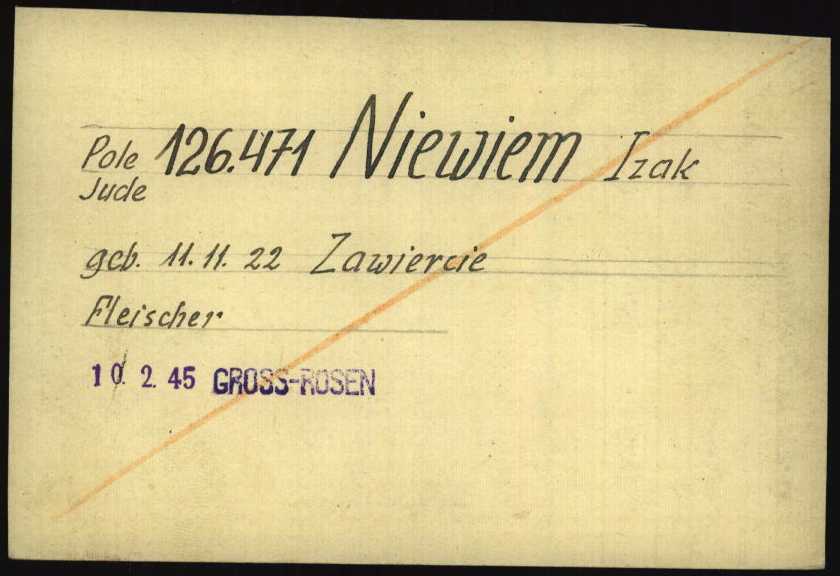 Pole 126.471 Niewiem Izak
Jude
geb. 11. 11. 22 Zawiercie
Fleischer
10. 2. 45 GROSS-ROSEN